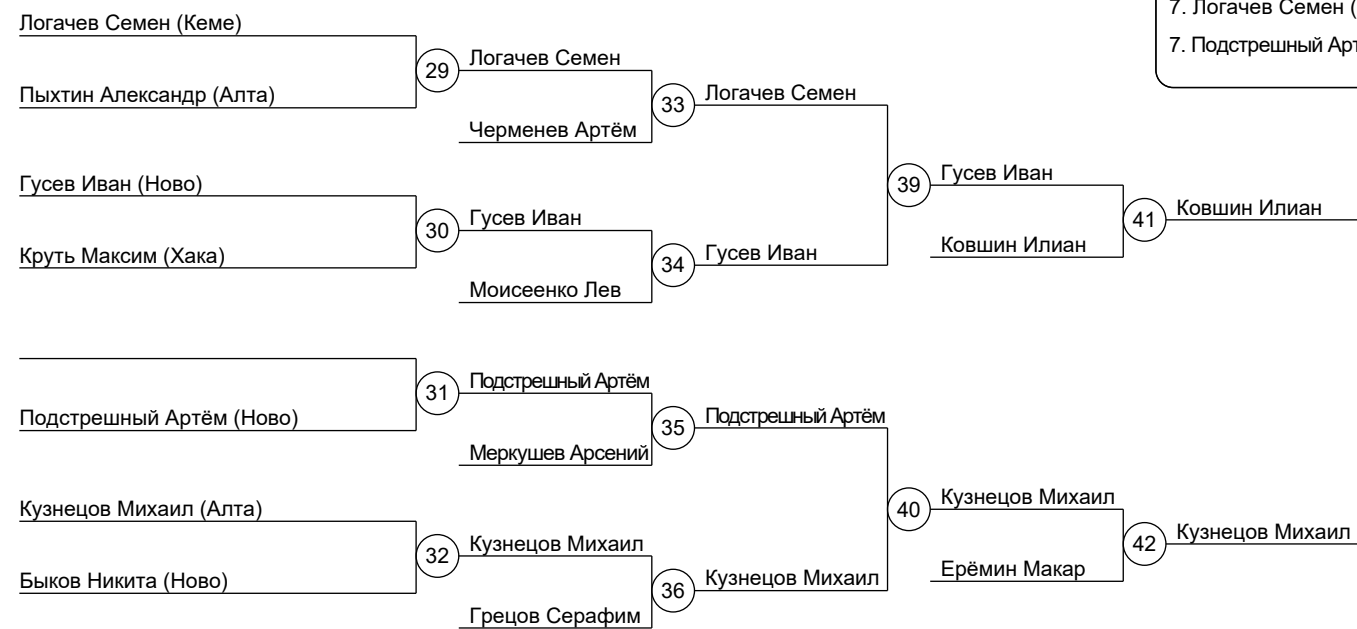 Логачев Семен (Кеме)
29
Пыхтин Александр (Алта)
Логачев Семен
33
Черменев Артём
Логачев Семен
Гусев Иван (Ново)
30
Круть Максим (Хака)
Гусев Иван
34
Моисеенко Лев
Гусев Иван
39
Гусев Иван
Ковшин Илиан
41
Ковшин Илиан
31
Подстрешный Артём (Ново)
Подстрешный Артём
35
Меркушев Арсений
Подстрешный Артём
Кузнецов Михаил (Алта)
32
Быков Никита (Ново)
Кузнецов Михаил
36
Грецов Серафим
Кузнецов Михаил
40
Кузнецов Михаил
Ерёмин Макар
42
Кузнецов Михаил
7. Логачев Семен (
7. Подстрешный Арт